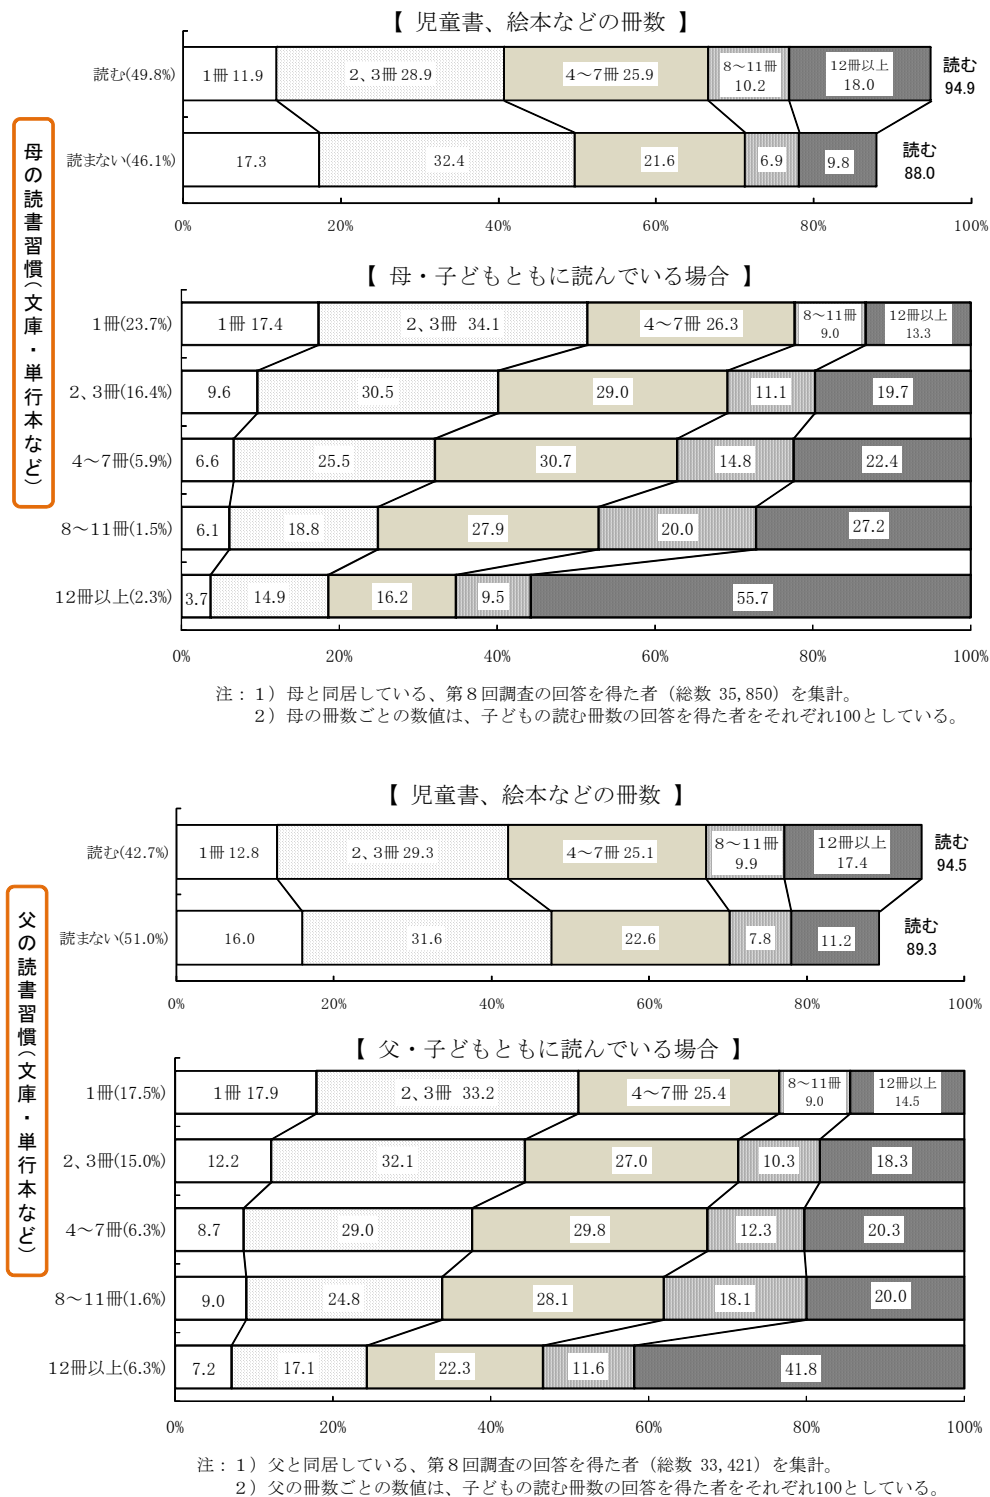 【 児童書、絵本などの冊数 】
読む(49.8%) 1冊 11.9 2、3冊 28.9 4～7冊 25.9 8～11冊 10.2 12冊以上 18.0 読む 94.9
読まない(46.1%) 17.3 32.4 21.6 6.9 9.8 読む 88.0
0% 20% 40% 60% 80% 100%
母の読書習慣（文庫・単行本など）
【 母・子どもともに読んでいる場合 】
1冊(23.7%) 1冊 17.4 2、3冊 34.1 4～7冊 26.3 8～11冊 9.0 12冊以上 13.3
2、3冊(16.4%) 9.6 30.5 29.0 11.1 19.7
4～7冊(5.9%) 6.6 25.5 30.7 14.8 22.4
8～11冊(1.5%) 6.1 18.8 27.9 20.0 27.2
12冊以上(2.3%) 3.7 14.9 16.2 9.5 55.7
0% 20% 40% 60% 80% 100%
注：１）母と同居している、第８回調査の回答を得た者（総数 35,850）を集計。
２）母の冊数ごとの数値は、子どもの読む冊数の回答を得た者をそれぞれ100としている。
【 児童書、絵本などの冊数 】
読む(42.7%) 1冊 12.8 2、3冊 29.3 4～7冊 25.1 8～11冊 9.9 12冊以上 17.4 読む 94.5
読まない(51.0%) 16.0 31.6 22.6 7.8 11.2 読む 89.3
0% 20% 40% 60% 80% 100%
父の読書習慣（文庫・単行本など）
【 父・子どもともに読んでいる場合 】
1冊(17.5%) 1冊 17.9 2、3冊 33.2 4～7冊 25.4 8～11冊 9.0 12冊以上 14.5
2、3冊(15.0%) 12.2 32.1 27.0 10.3 18.3
4～7冊(6.3%) 8.7 29.0 29.8 12.3 20.3
8～11冊(1.6%) 9.0 24.8 28.1 18.1 20.0
12冊以上(6.3%) 7.2 17.1 22.3 11.6 41.8
0% 20% 40% 60% 80% 100%
注：１）父と同居している、第８回調査の回答を得た者（総数 33,421）を集計。
２）父の冊数ごとの数値は、子どもの読む冊数の回答を得た者をそれぞれ100としている。